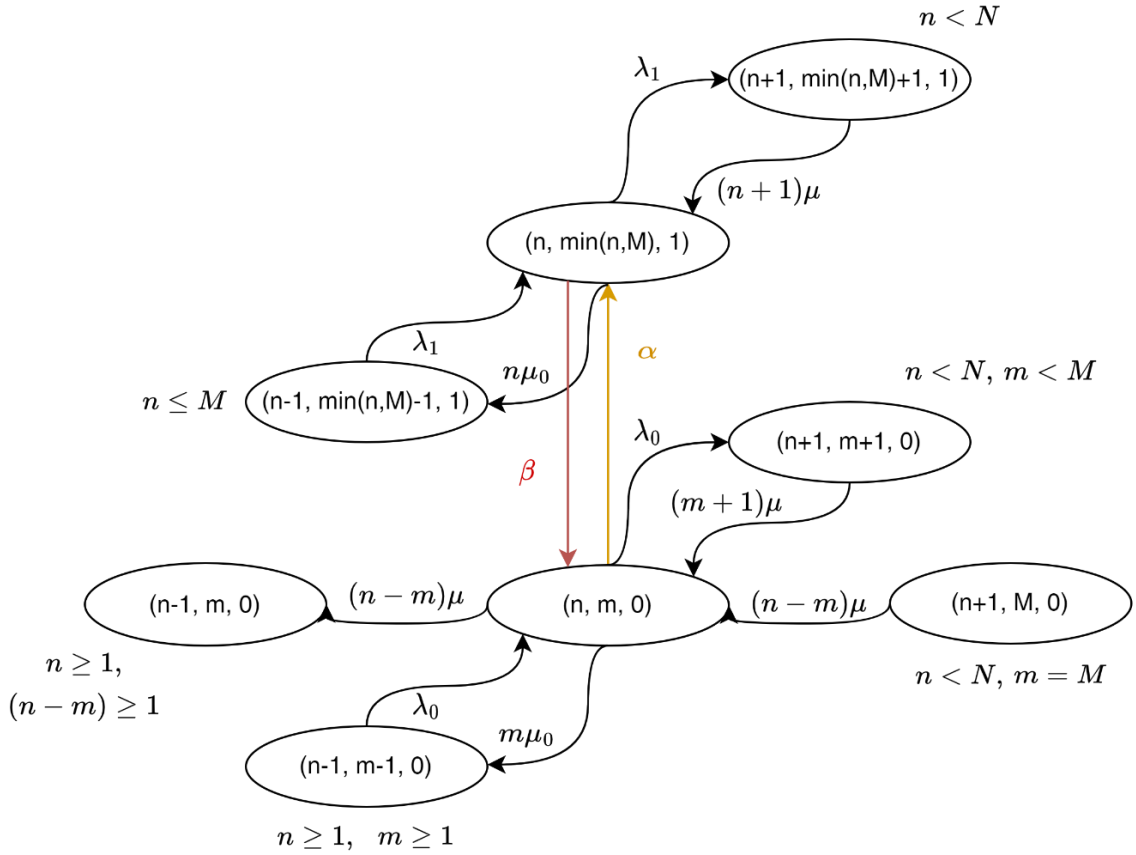 n < N
λ₁
(n+1, min(n,M)+1, 1)
(n + 1)μ
(n, min(n,M), 1)
λ₁
α
nμ₀
n < N, m < M
n ≤ M
(n-1, min(n,M)-1, 1)
λ₀
(n+1, m+1, 0)
β
(m + 1)μ
(n-1, m, 0)
(n − m)μ
(n, m, 0)
(n − m)μ
(n+1, M, 0)
n ≥ 1,
(n − m) ≥ 1
n < N, m = M
λ₀
mμ₀
(n-1, m-1, 0)
n ≥ 1, m ≥ 1